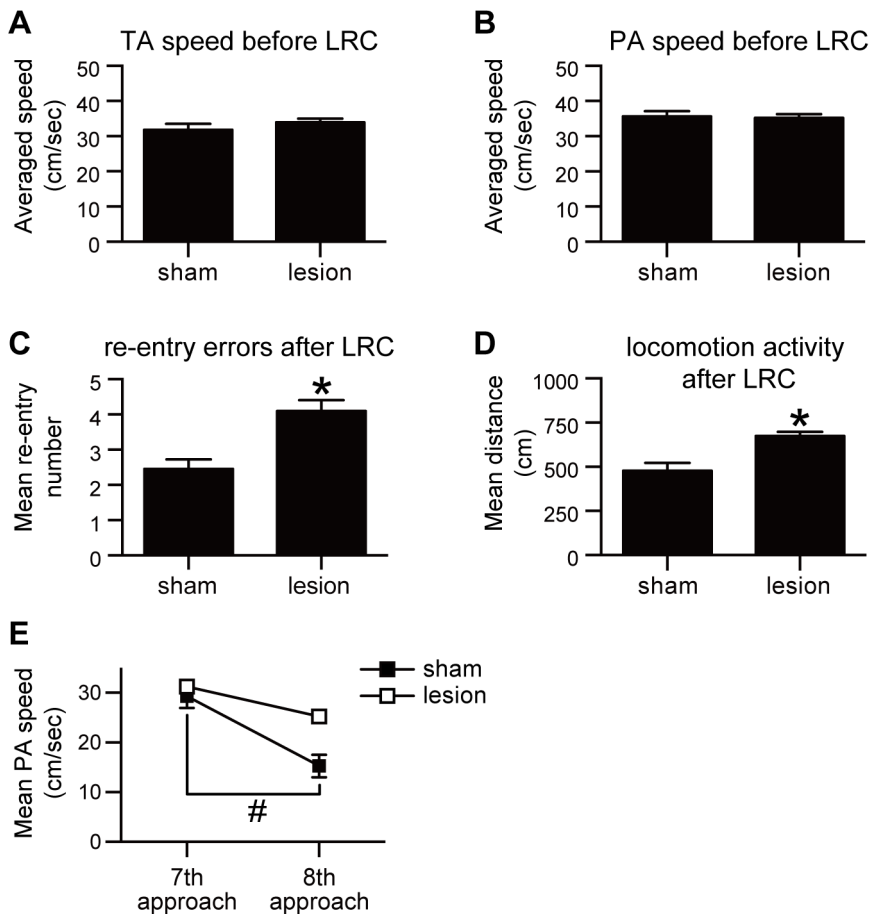 A
TA speed before LRC
Averaged speed
(cm/sec)
50
40
30
20
10
0
sham
lesion
B
PA speed before LRC
Averaged speed
(cm/sec)
50
40
30
20
10
0
sham
lesion
C
re-entry errors after LRC
Mean re-entry
number
5
4
3
2
1
0
*
sham
lesion
D
locomotion activity
after LRC
Mean distance
(cm)
1000
750
500
250
0
*
sham
lesion
E
Mean PA speed
(cm/sec)
30
20
10
0
#
7th
approach
8th
approach
sham
lesion